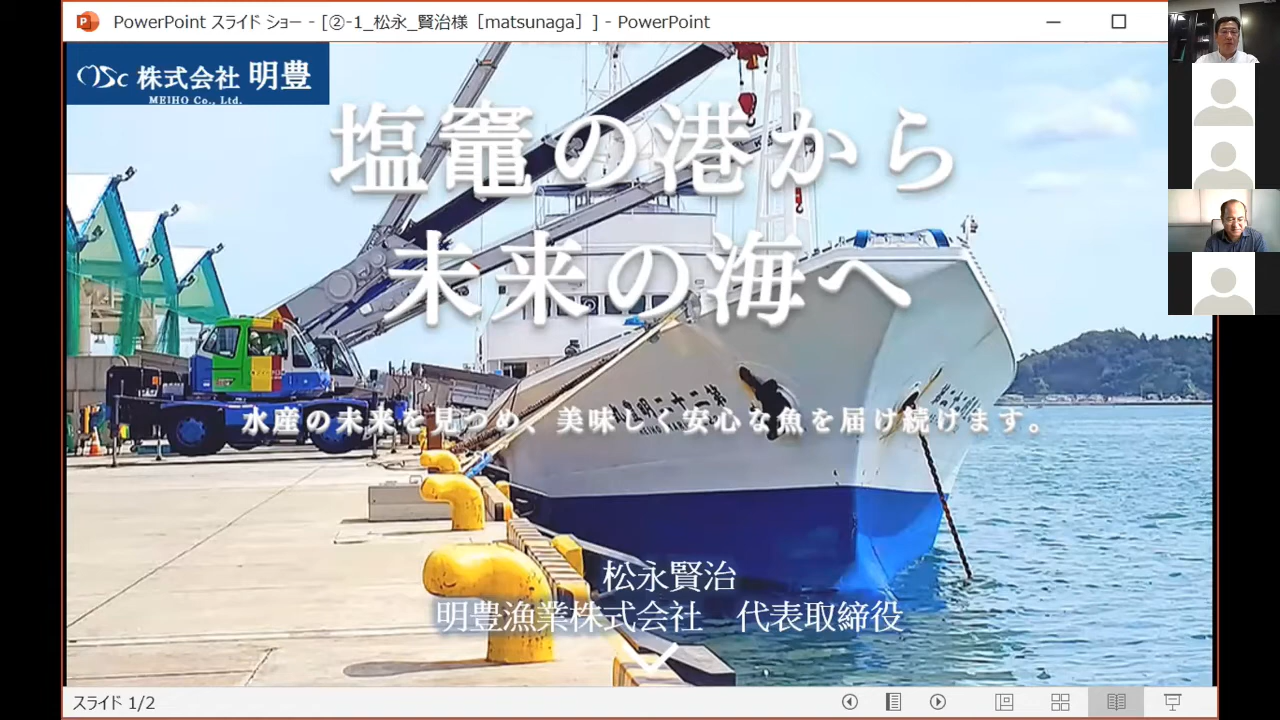 PowerPoint スライド ショー - [②-1_松永_賢治様［matsunaga］] - PowerPoint
MSC 株式会社 明豊
MEIHO Co., Ltd.
塩竈の港から
未来の海へ
水産の未来を見つめ、美味しく安心な魚を届け続けます。
松永賢治
明豊漁業株式会社　代表取締役
スライド 1/2